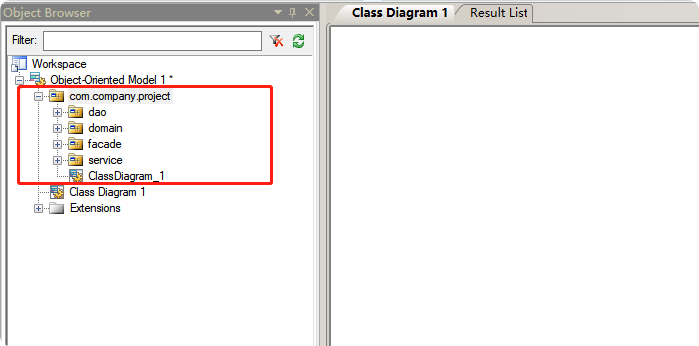 Object Browser
Class Diagram 1
Result List
Filter:
Workspace
Object-Oriented Model 1 *
com.company.project
dao
domain
facade
service
ClassDiagram_1
Class Diagram 1
Extensions